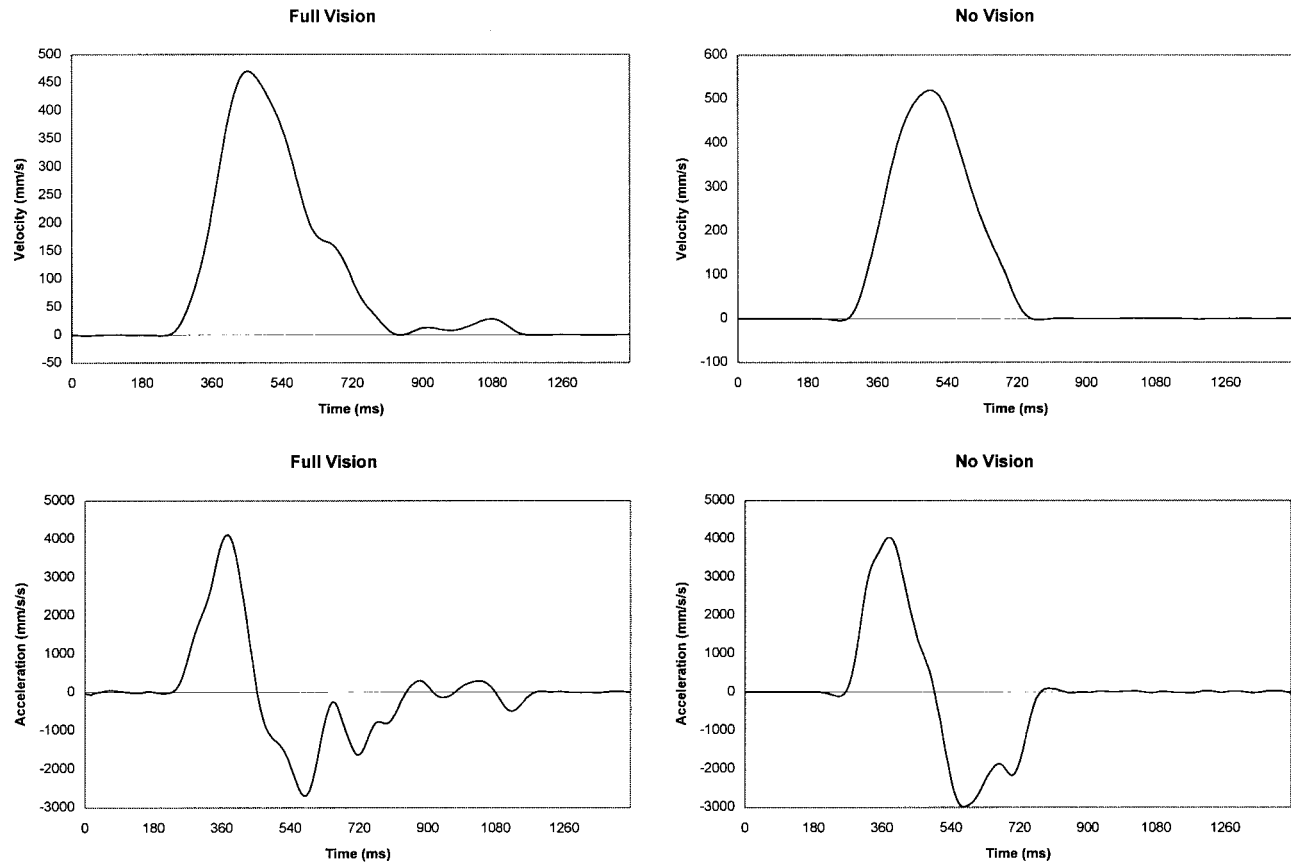 Full Vision
500
450
400
350
300
250
200
150
100
50
0
-50
Velocity (mm/s)
0 180 360 540 720 900 1080 1260
Time (ms)
No Vision
600
500
400
300
200
100
0
-100
Velocity (mm/s)
0 180 360 540 720 900 1080 1260
Time (ms)
Full Vision
5000
4000
3000
2000
1000
0
-1000
-2000
-3000
Acceleration (mm/s/s)
0 180 360 540 720 900 1080 1260
Time (ms)
No Vision
5000
4000
3000
2000
1000
0
-1000
-2000
-3000
Acceleration (mm/s/s)
0 180 360 540 720 900 1080 1260
Time (ms)